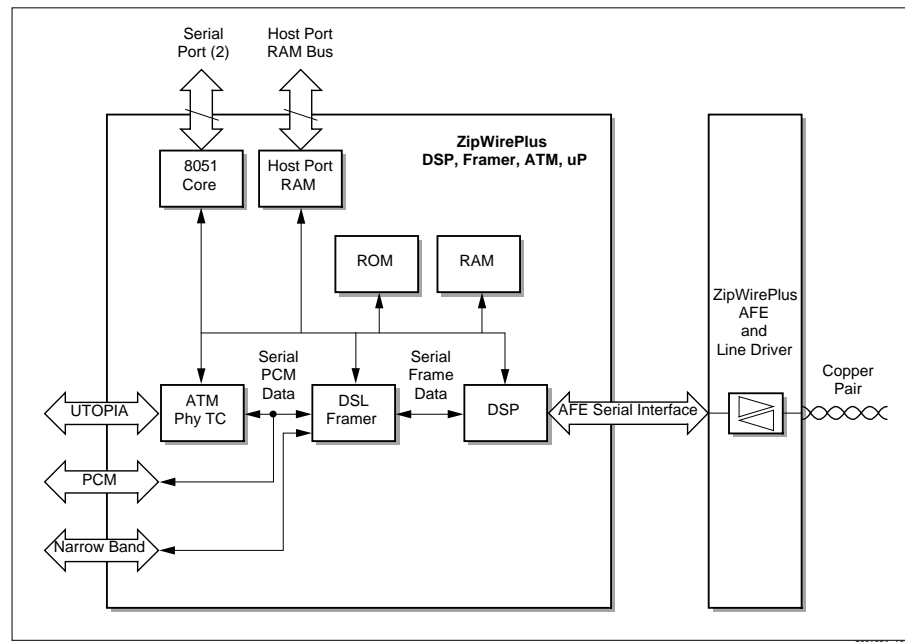 Serial
Port (2)
Host Port
RAM Bus
ZipWirePlus
DSP, Framer, ATM, uP
8051
Core
Host Port
RAM
ROM
RAM
ZipWirePlus
AFE
and
Line Driver
Serial
PCM
Data
Serial
Frame
Data
Copper
Pair
UTOPIA
ATM
Phy TC
DSL
Framer
DSP
AFE Serial Interface
PCM
Narrow Band